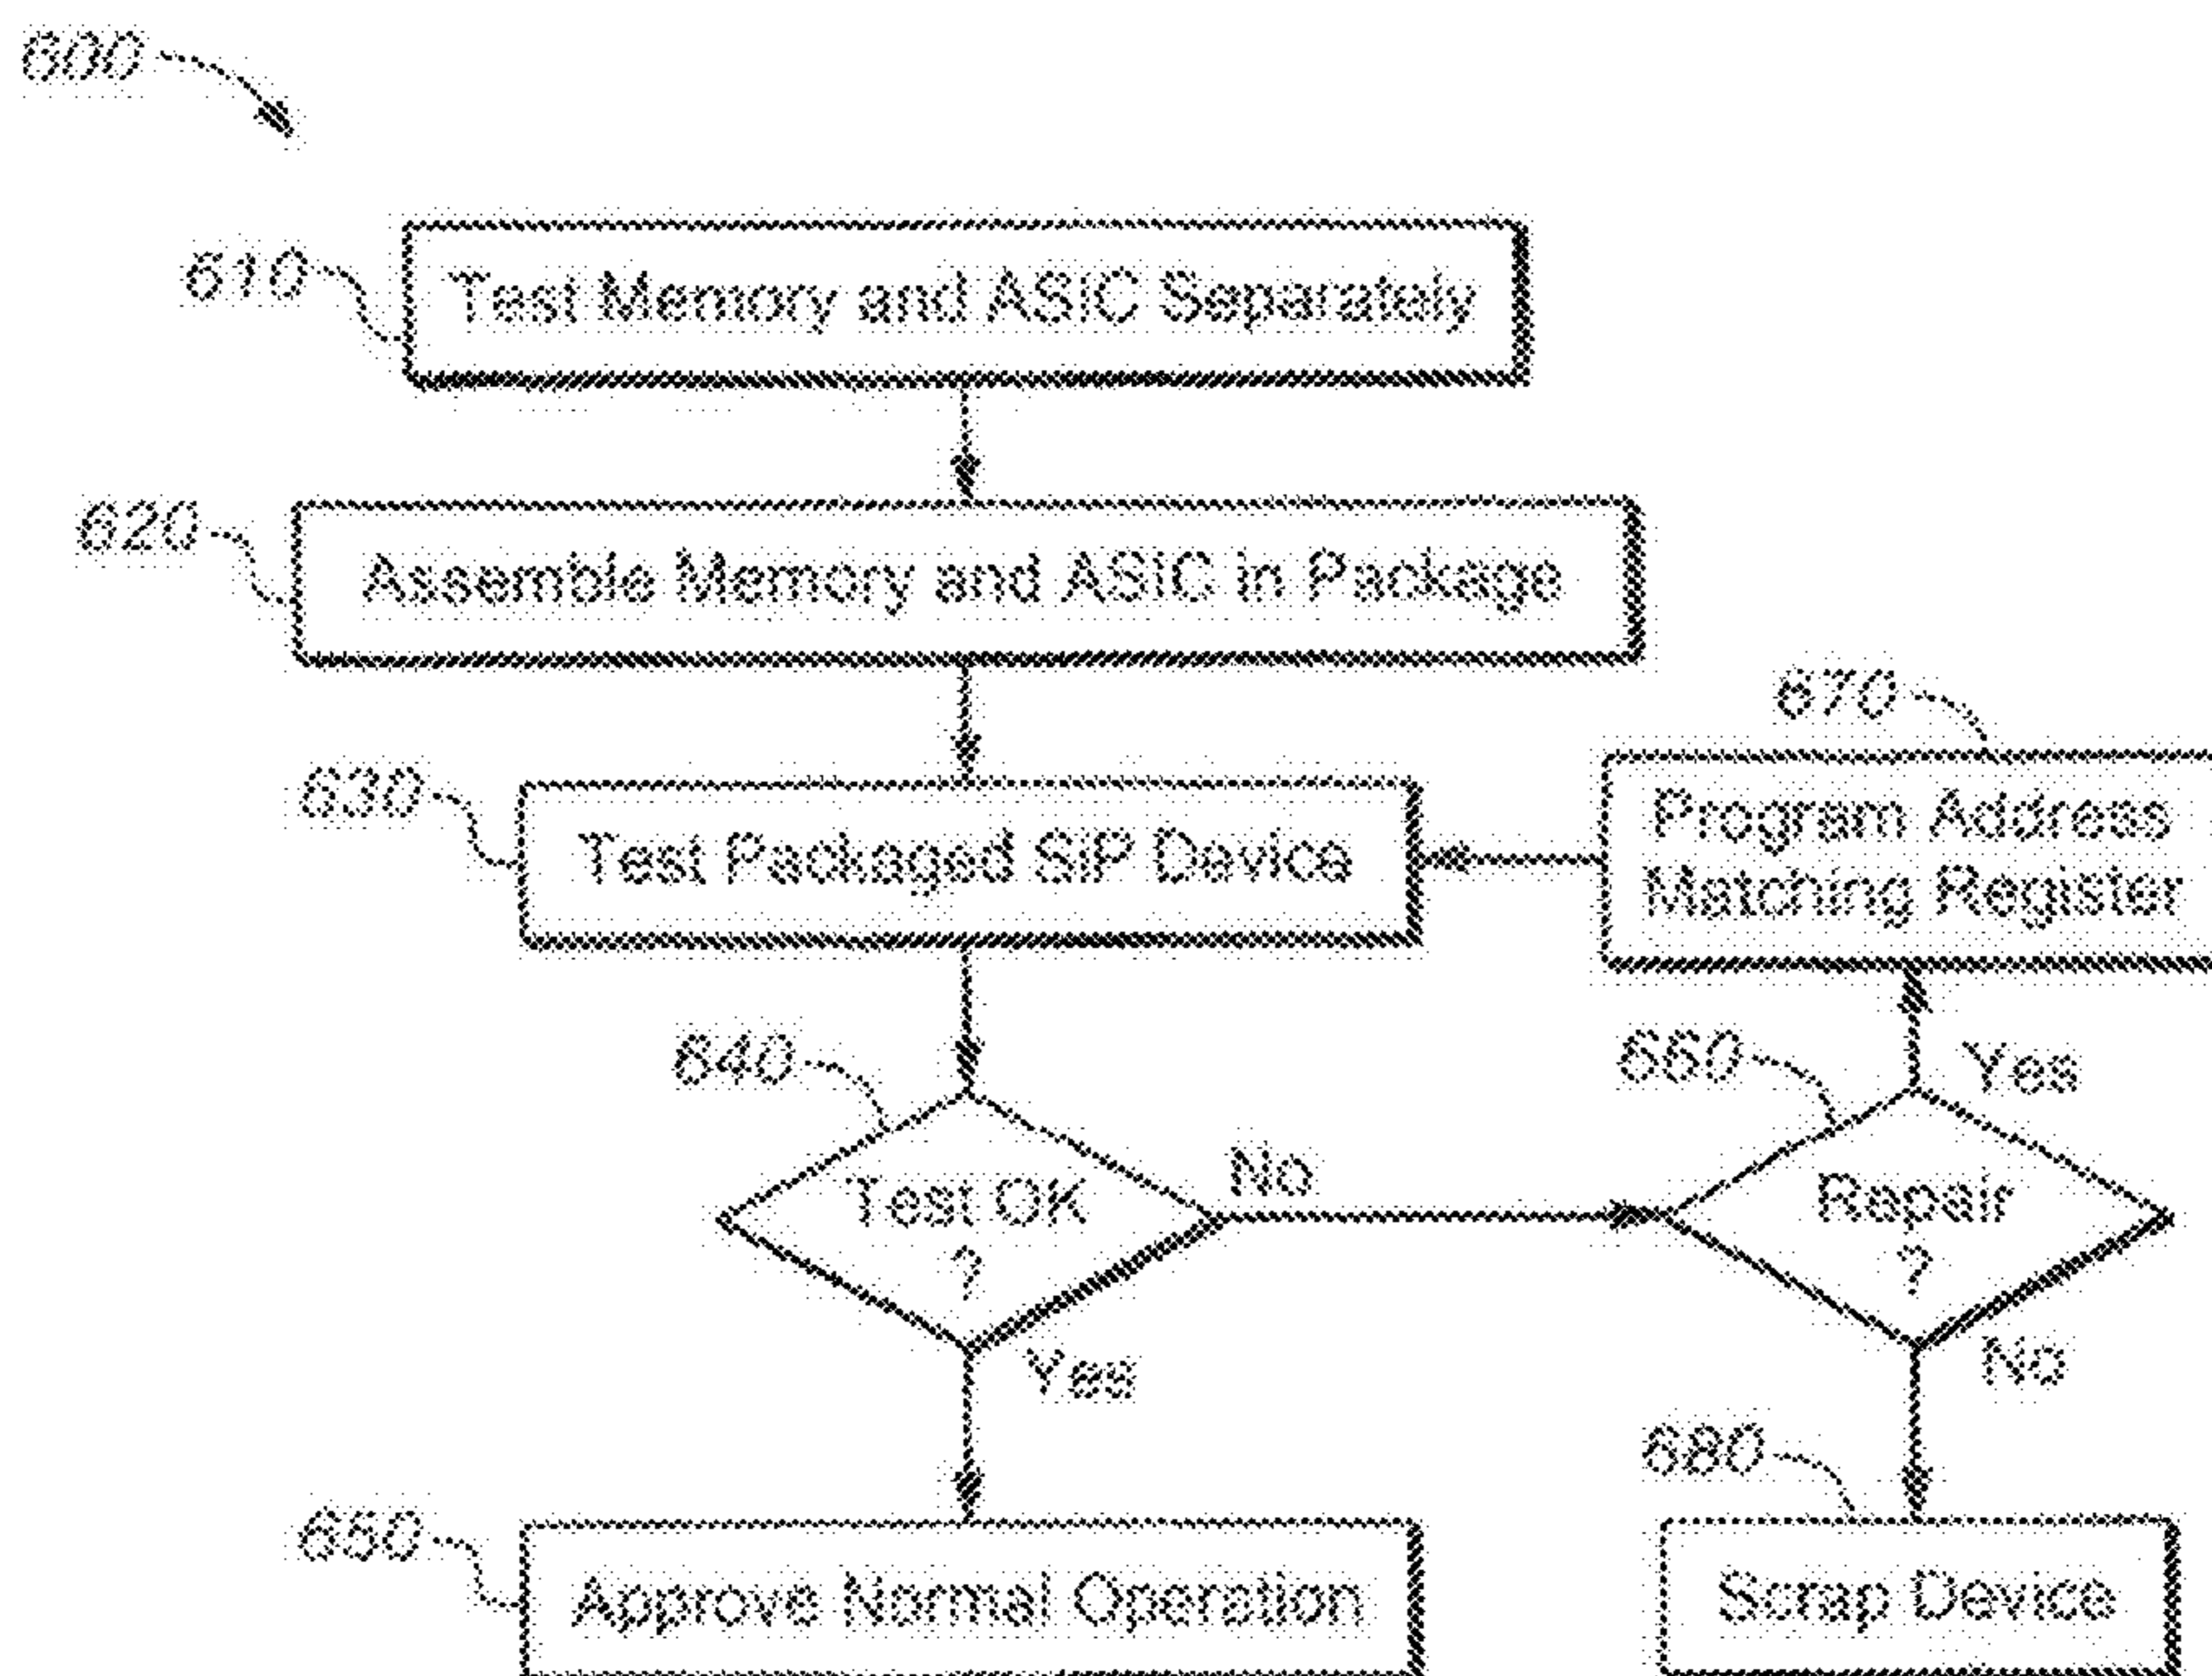 600
610
Test Memory and ASIC Separately
620
Assemble Memory and ASIC in Package
670
630
Test Packaged SiP Device
Program Address
Matching Register
640
660
Yes
No
Test OK
?
Repair
?
Yes
No
680
650
Approve Normal Operation
Scrap Device